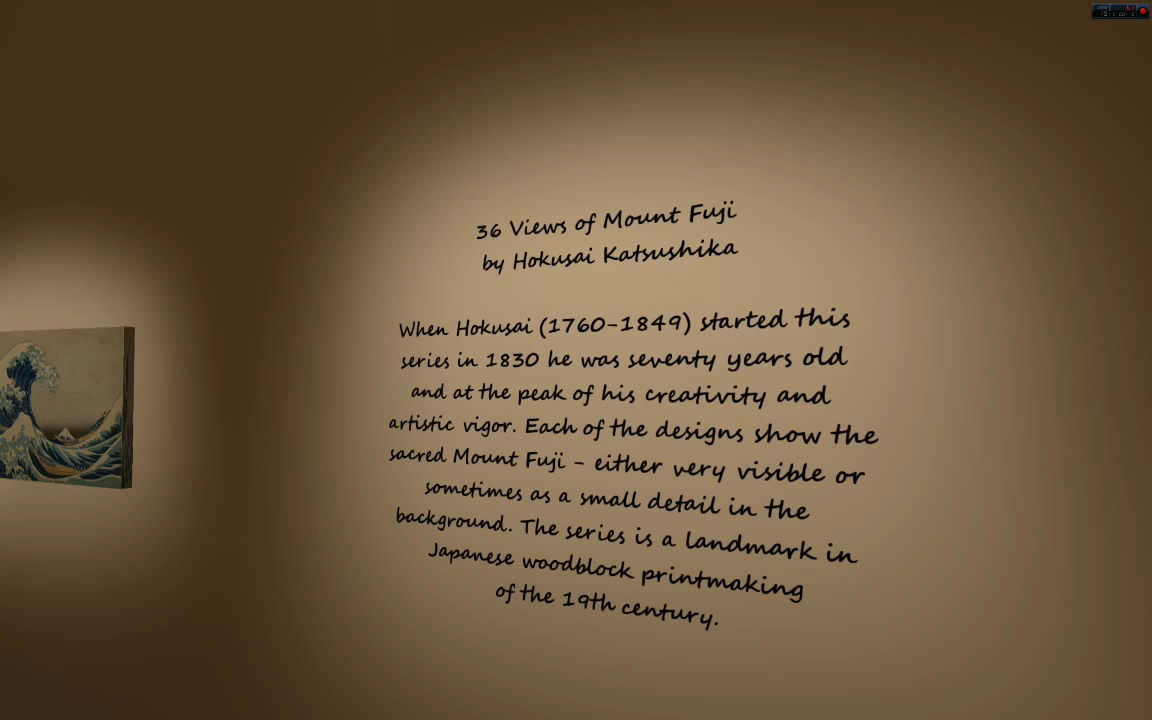 36 Views of Mount Fuji
by Hokusai Katsushika
When Hokusai (1760-1849) started this
series in 1830 he was seventy years old
and at the peak of his creativity and
artistic vigor. Each of the designs show the
sacred Mount Fuji - either very visible or
sometimes as a small detail in the
background. The series is a landmark in
Japanese woodblock printmaking
of the 19th century.